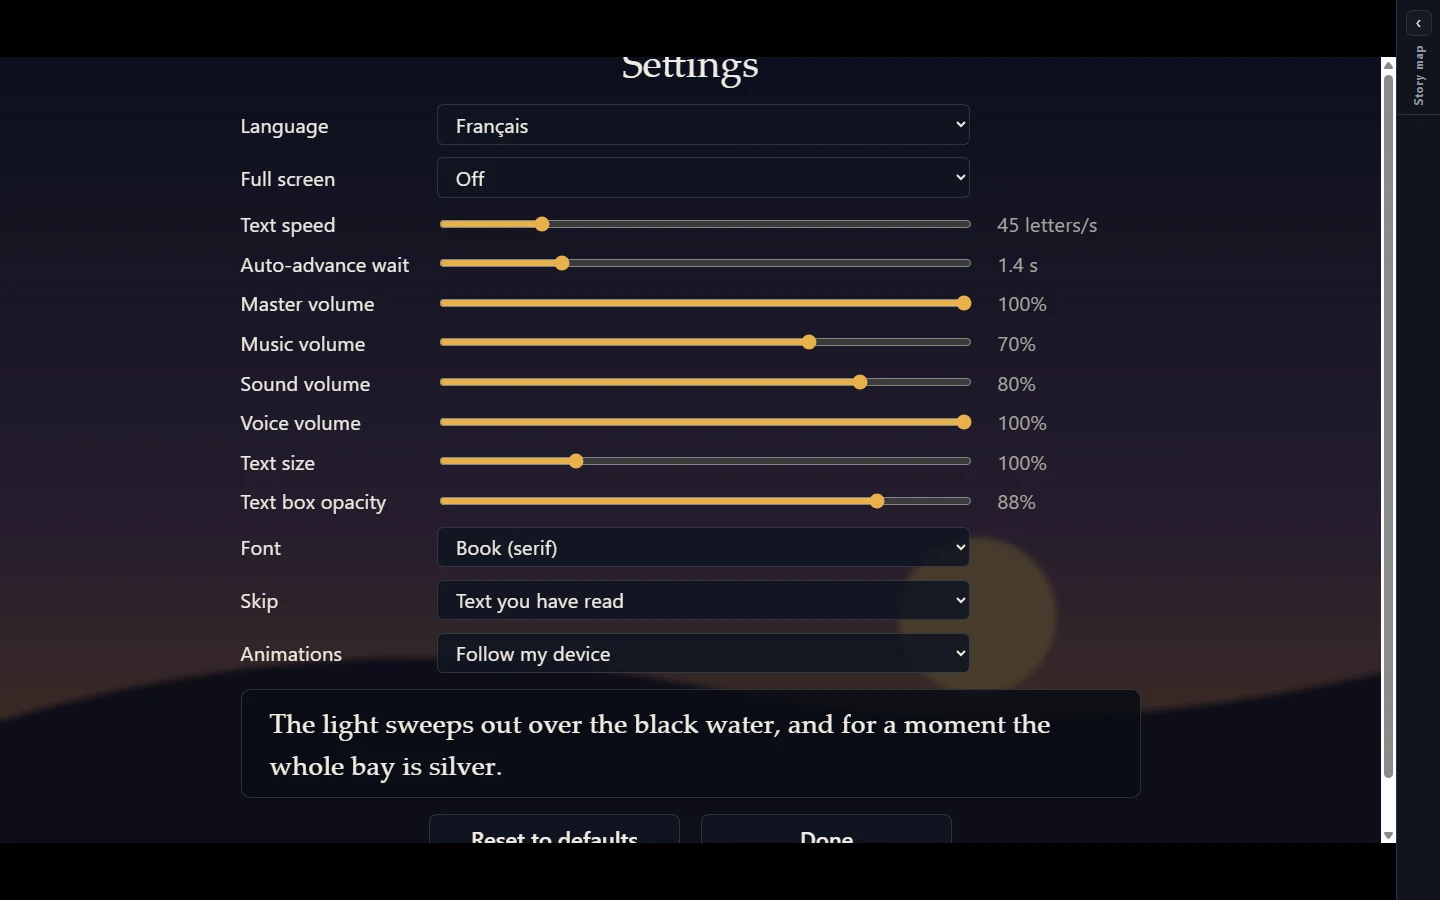 Settings
Language
Français
Full screen
Off
Text speed
45 letters/s
Auto-advance wait
1.4 s
Master volume
100%
Music volume
70%
Sound volume
80%
Voice volume
100%
Text size
100%
Text box opacity
88%
Font
Book (serif)
Skip
Text you have read
Animations
Follow my device
The light sweeps out over the black water, and for a moment the
whole bay is silver.
Reset to defaults
Done
Story map